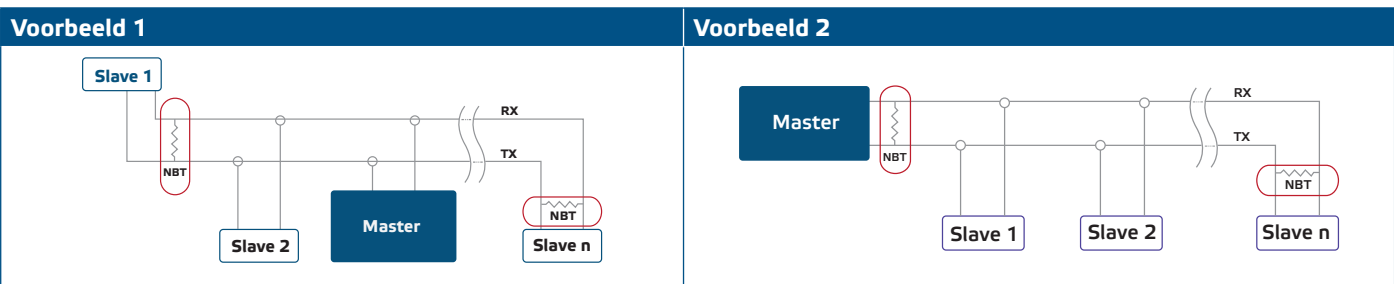 Voorbeeld 1
Slave 1
RX
TX
NBT
NBT
Master
Slave 2
Slave n
Voorbeeld 2
RX
Master
TX
NBT
NBT
Slave 1
Slave 2
Slave n